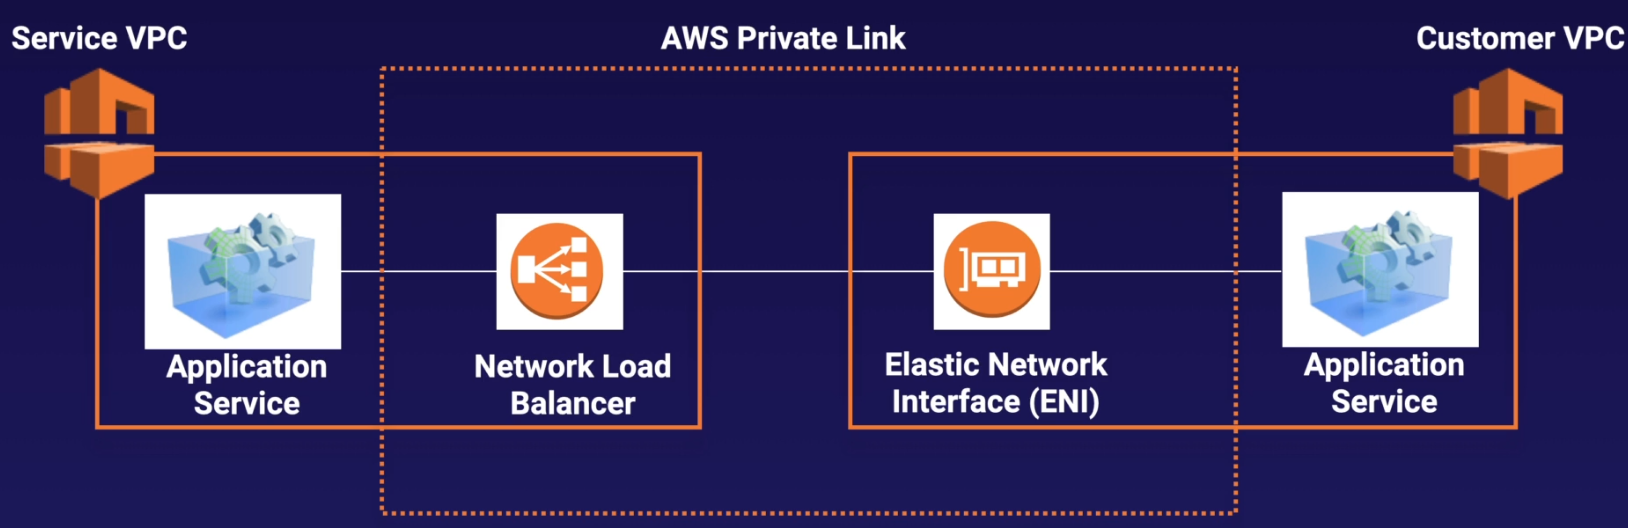 Service VPC
AWS Private Link
Customer VPC
Application
Service
Network Load
Balancer
Elastic Network
Interface (ENI)
Application
Service